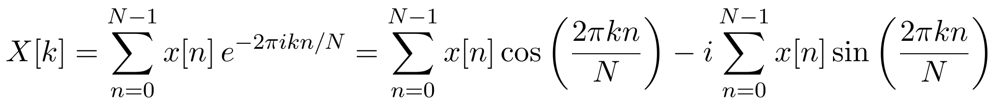 X[k] = \sum_{n=0}^{N-1} x[n] \, e^{-2\pi i k n / N} = \sum_{n=0}^{N-1} x[n] \cos\left(\frac{2\pi k n}{N}\right) - i \sum_{n=0}^{N-1} x[n] \sin\left(\frac{2\pi k n}{N}\right)